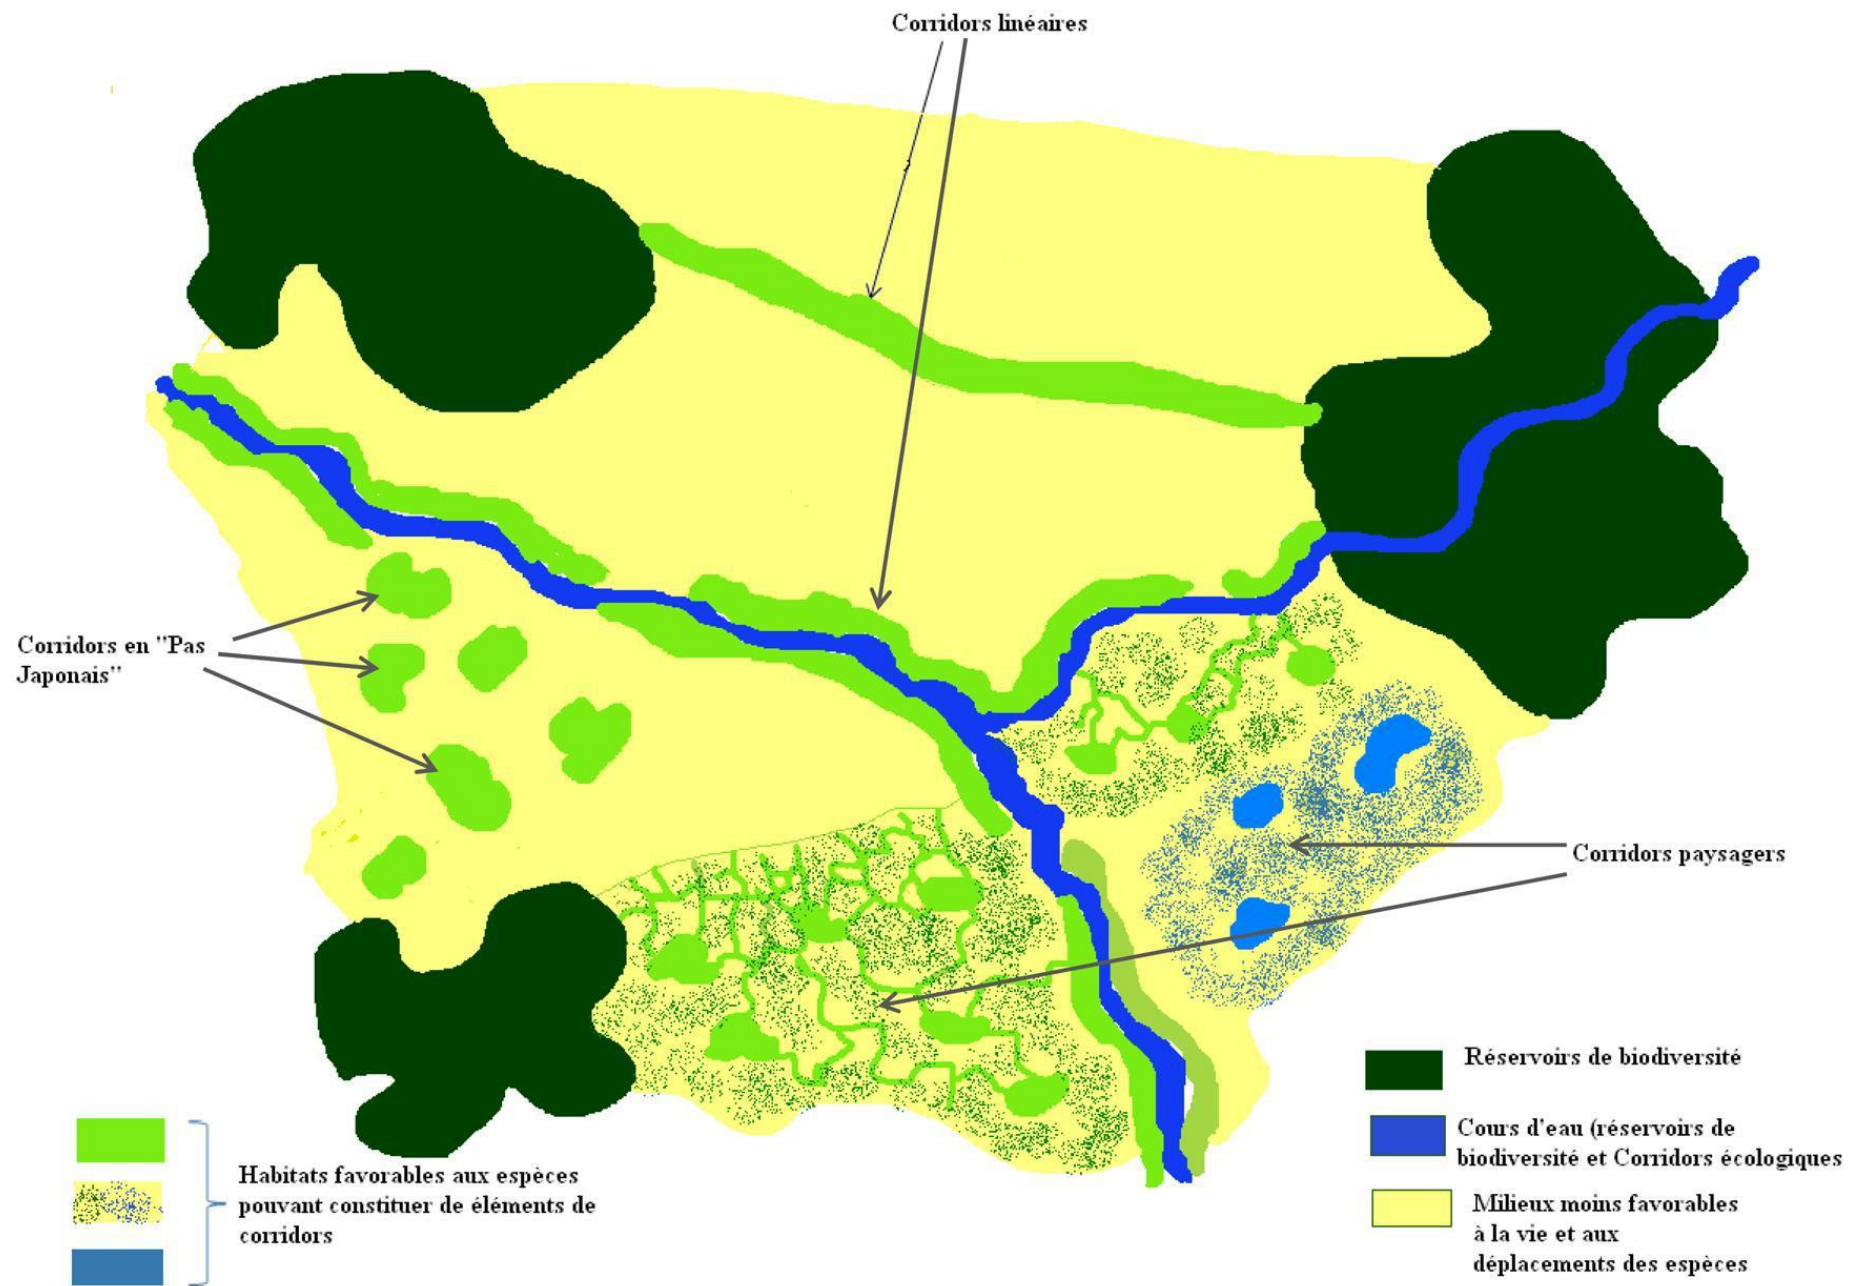 Corridors linéaires
Corridors en "Pas
Japonais"
Corridors paysagers
Réservoirs de biodiversité
Cours d'eau (réservoirs de
biodiversité et Corridors écologiques
Milieux moins favorables
à la vie et aux
déplacements des espèces
Habitats favorables aux espèces
pouvant constituer de éléments de
corridors